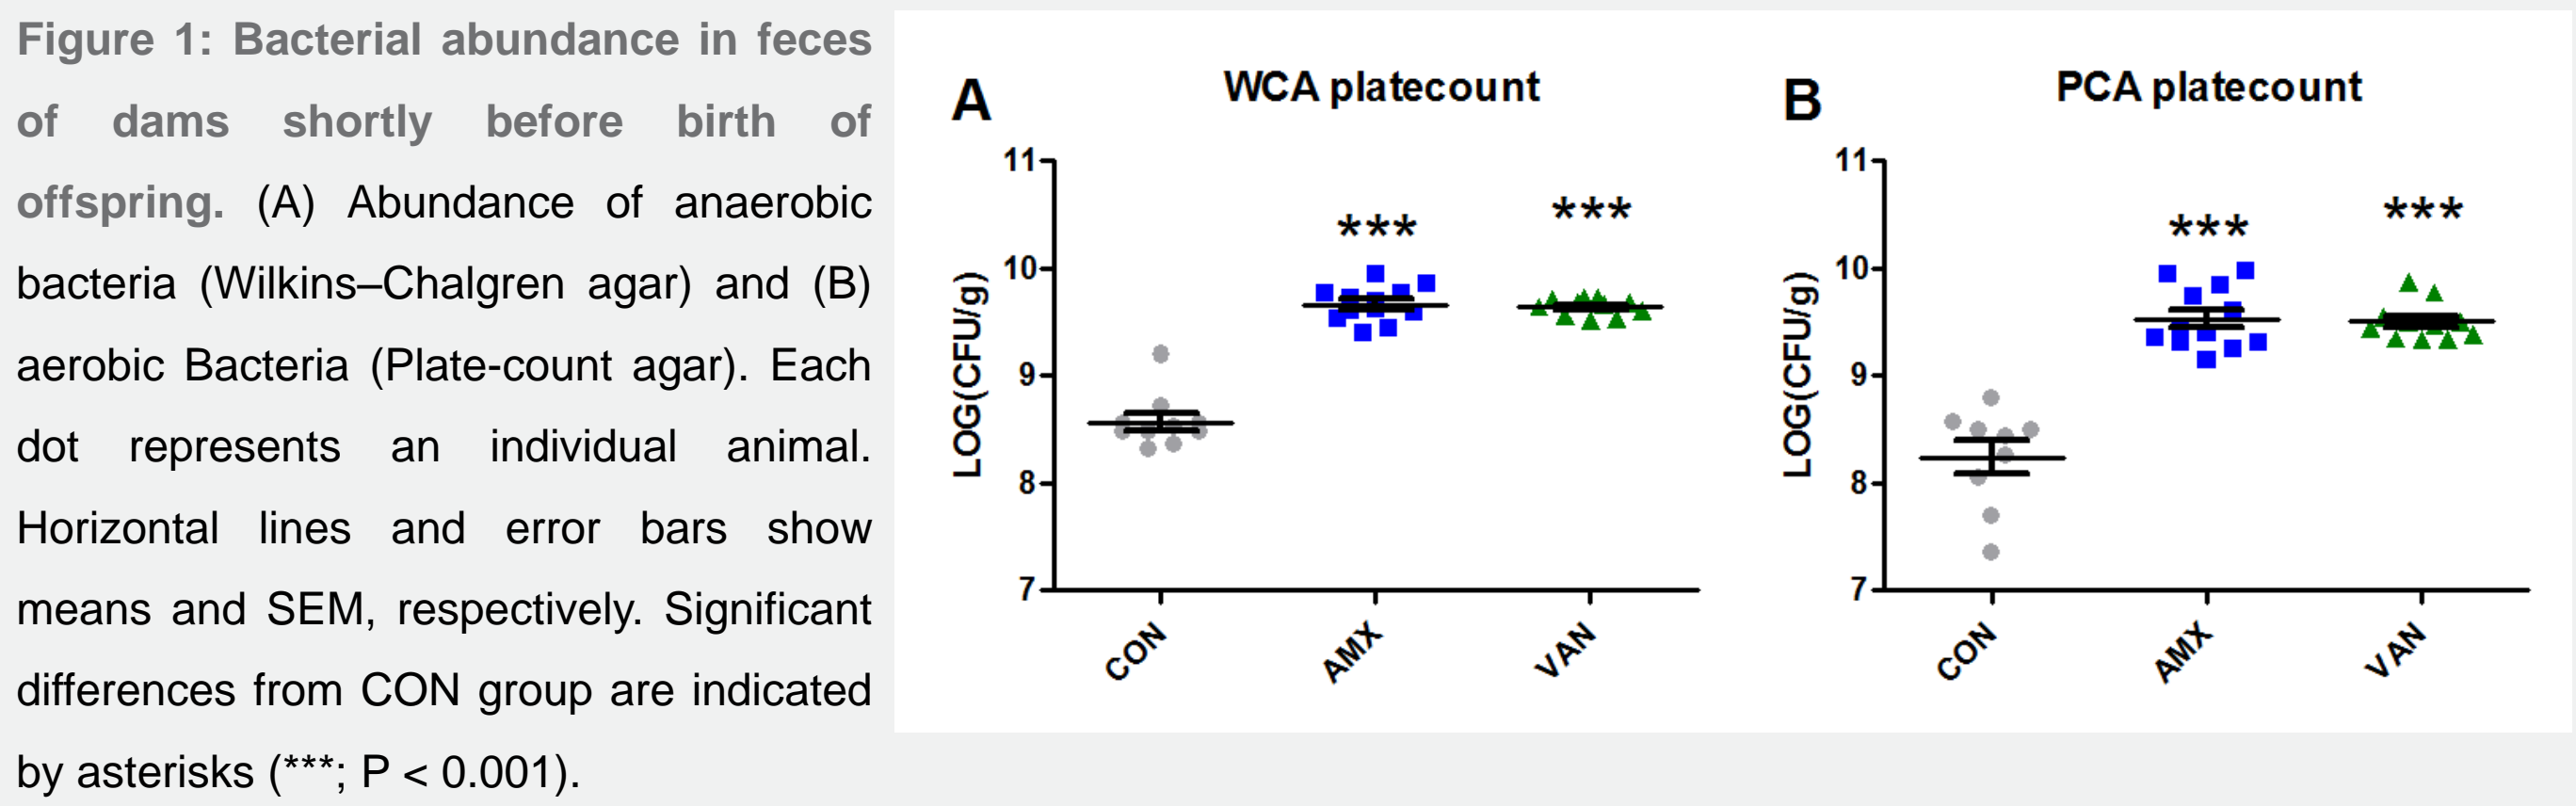 Figure 1: Bacterial abundance in feces
of dams shortly before birth of
offspring. (A) Abundance of anaerobic
bacteria (Wilkins–Chalgren agar) and (B)
aerobic Bacteria (Plate-count agar). Each
dot represents an individual animal.
Horizontal lines and error bars show
means and SEM, respectively. Significant
differences from CON group are indicated
by asterisks (***; P < 0.001).
A
WCA platecount
LOG(CFU/g)
11
10
9
8
7
***
***
CON
AMX
VAN
B
PCA platecount
LOG(CFU/g)
11
10
9
8
7
***
***
CON
AMX
VAN